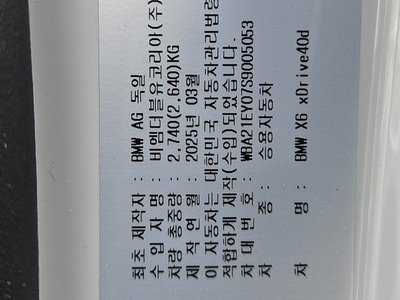 최초 제작자 : BMW AG 독일
수 입 자 명 : 비엠더블유코리아(주)
차량 총중량 : 2,740(2,640)KG
제 작 연 월 : 2025년 03월
이 자동차는 대한민국 자동차관리법령
적합하게 제작(수입)되었습니다.
차 대 번 호 : WBA21EY07S9005053
차 종 : 승용자동차
차 명 : BMW X6 xDrive40d